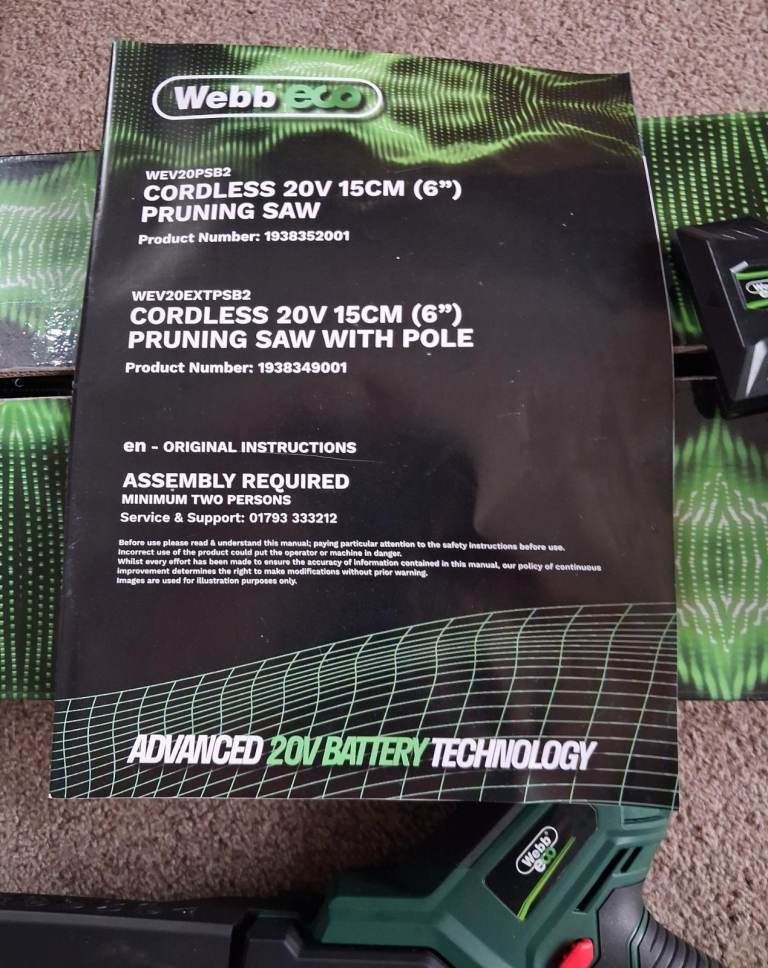 Webb eco
WEV20PSB2
CORDLESS 20V 15CM (6”)
PRUNING SAW
Product Number: 1938352001
WEV20EXTPSB2
CORDLESS 20V 15CM (6”)
PRUNING SAW WITH POLE
Product Number: 1938349001
en - ORIGINAL INSTRUCTIONS
ASSEMBLY REQUIRED
MINIMUM TWO PERSONS
Service & Support: 01793 333212
Before use please read & understand this manual; paying particular attention to the safety instructions before use.
Incorrect use of the product could put the operator or machine in danger.
Whilst every effort has been made to ensure the accuracy of information contained in this manual, our policy of continuous
improvement determines the right to make modifications without prior warning.
Images are used for illustration purposes only.
ADVANCED 20V BATTERY TECHNOLOGY
Webb
eco